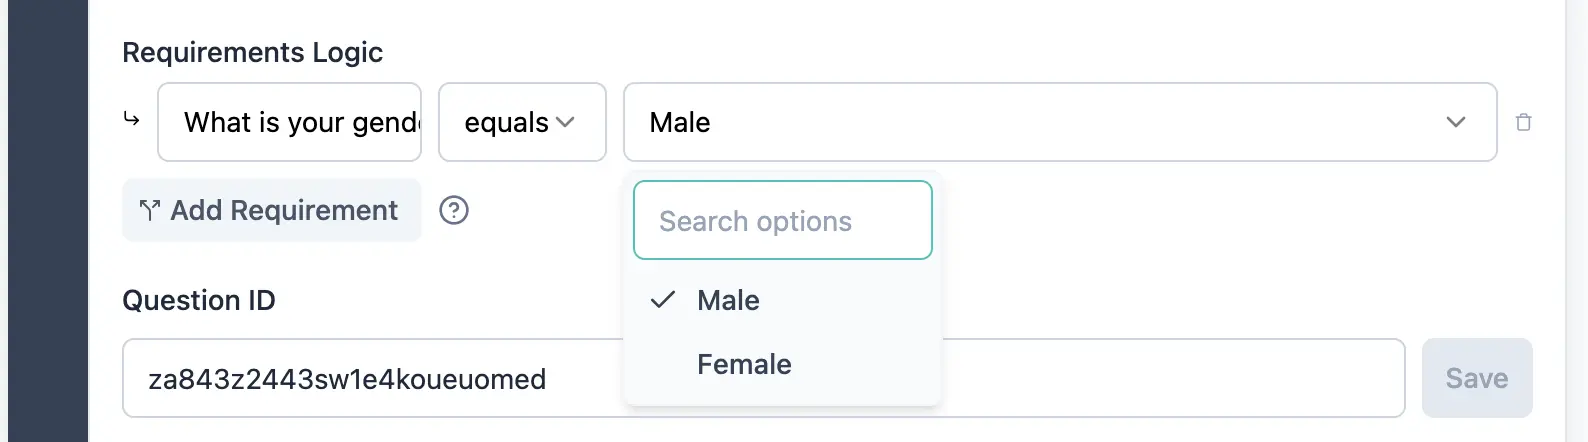 Requirements Logic
What is your gend
equals
Male
Add Requirement
?
Search options
Male
Female
Question ID
za843z2443sw1e4koueuomed
Save